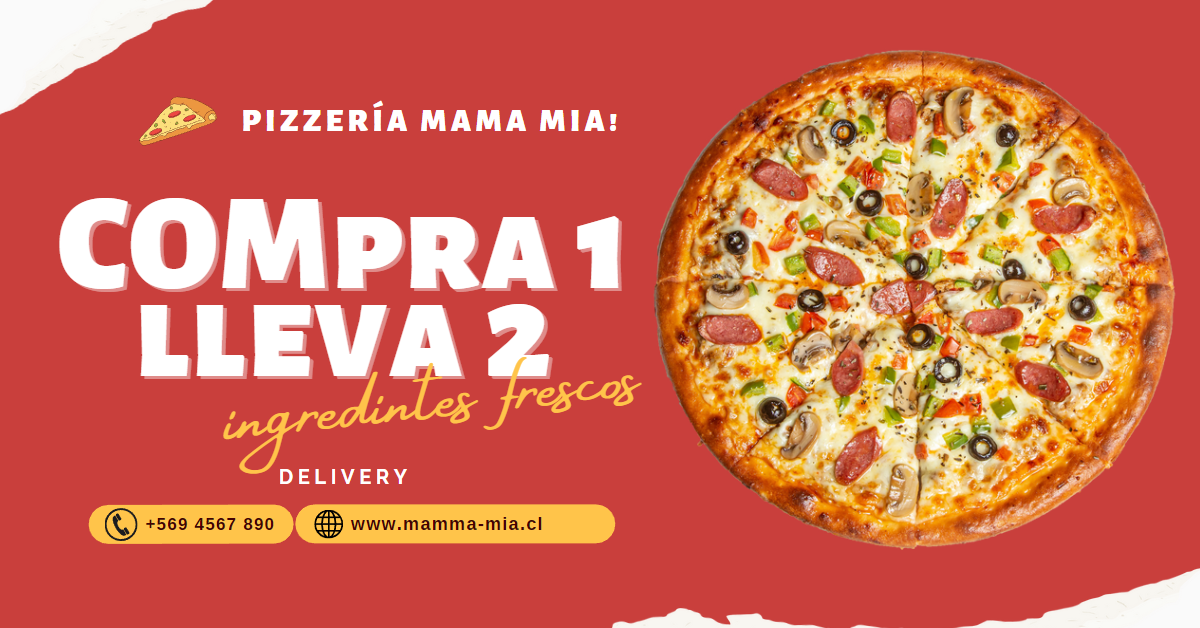 PIZZERÍA MAMA MIA!
COMPRA 1
LLEVA 2
ingredintes frescos
DELIVERY
+569 4567 890
www.mamma-mia.cl